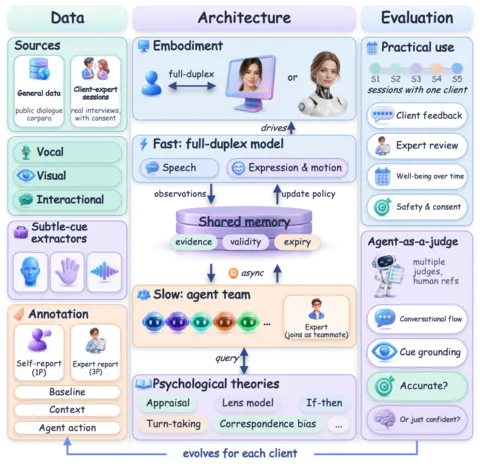 Data
Sources
General data
public dialogue
corpora
Client-expert
sessions
real interviews,
with consent
Vocal
Visual
Interactional
Subtle-cue
extractors
Annotation
Self-report
(1P)
Expert report
(3P)
Baseline
Context
Agent action
Architecture
Embodiment
full-duplex
or
drives
Fast: full-duplex model
Speech
Expression & motion
observations
update policy
Shared memory
evidence
validity
expiry
async
Slow: agent team
...
Expert
(joins as teammate)
query
Psychological theories
Appraisal
Lens model
If-then
Turn-taking
Correspondence bias
...
Evaluation
Practical use
S1 S2 S3 S4 S5
sessions with one client
Client feedback
Expert review
Well-being over time
Safety & consent
Agent-as-a-judge
multiple
judges,
human refs
Conversational flow
Cue grounding
Accurate?
Or just confident?
evolves for each client